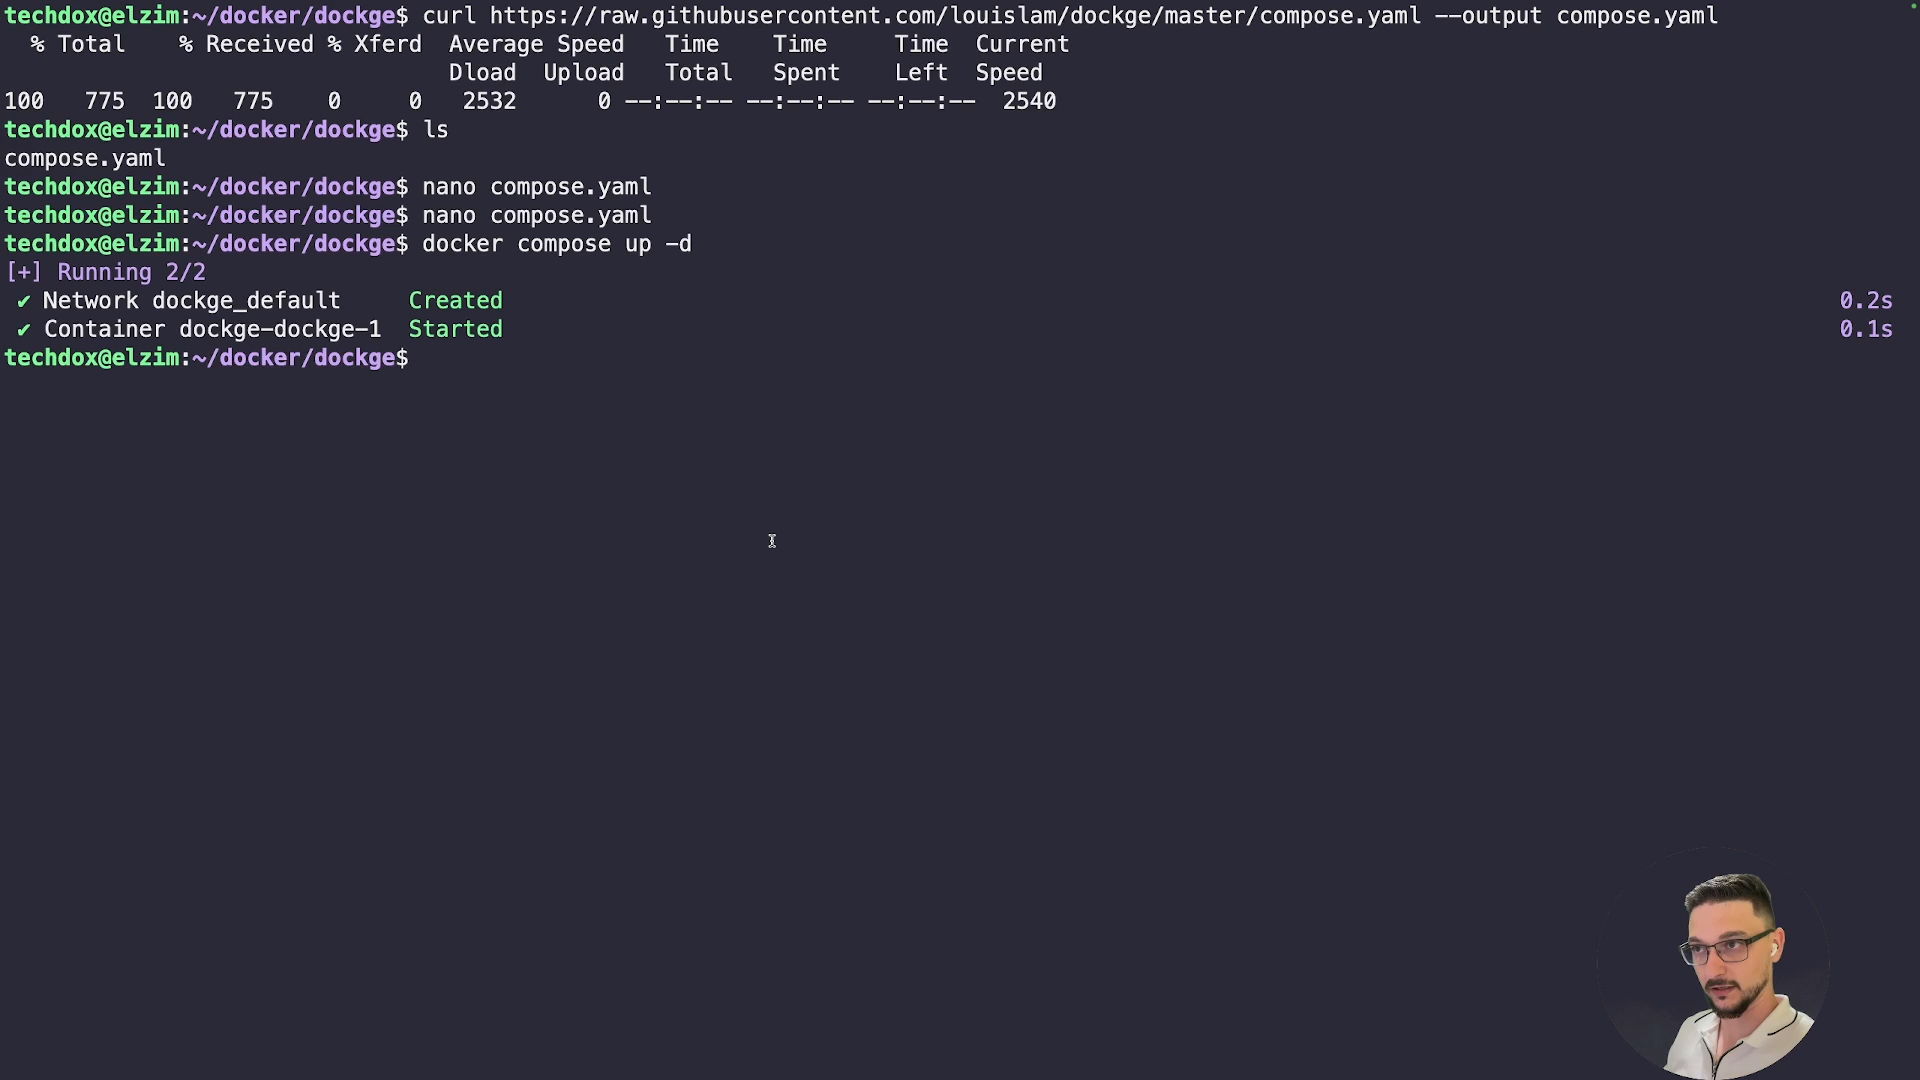 techdox@elzim:~/docker/dockge$ curl https://raw.githubusercontent.com/louislam/dockge/master/compose.yaml --output compose.yaml
  % Total    % Received % Xferd  Average Speed   Time    Time     Time  Current
                                 Dload  Upload   Total   Spent    Left  Speed
100   775  100   775    0     0   2532      0 --:--:-- --:--:-- --:--:--  2540
techdox@elzim:~/docker/dockge$ ls
compose.yaml
techdox@elzim:~/docker/dockge$ nano compose.yaml
techdox@elzim:~/docker/dockge$ nano compose.yaml
techdox@elzim:~/docker/dockge$ docker compose up -d
[+] Running 2/2
 ✔ Network dockge_default     Created 0.2s
 ✔ Container dockge-dockge-1  Started 0.1s
techdox@elzim:~/docker/dockge$